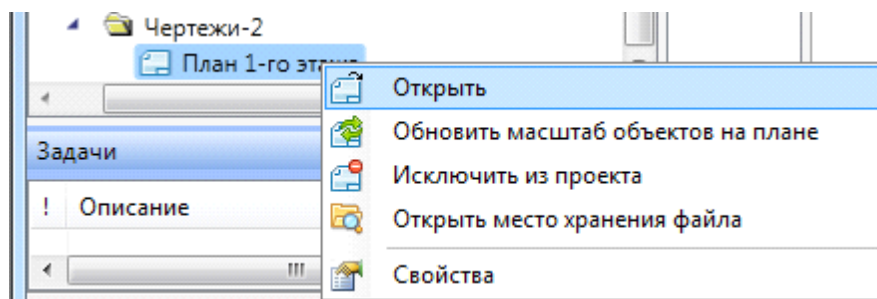 Чертежи-2
План 1-го этажа
Открыть
Обновить масштаб объектов на плане
Исключить из проекта
Открыть место хранения файла
Свойства
Задачи
! Описание